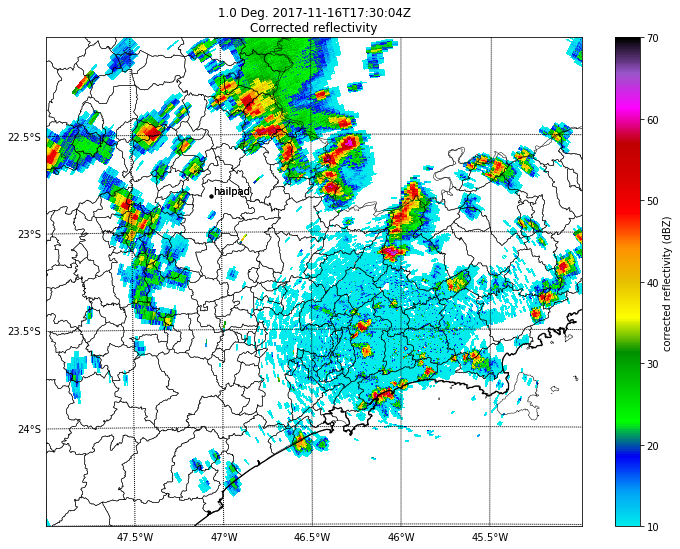 1.0 Deg. 2017-11-16T17:30:04Z
Corrected reflectivity
70
60
50
40
30
20
10
corrected reflectivity (dBZ)
22.5°S
hailpad
23°S
23.5°S
24°S
47.5°W 47°W 46.5°W 46°W 45.5°W